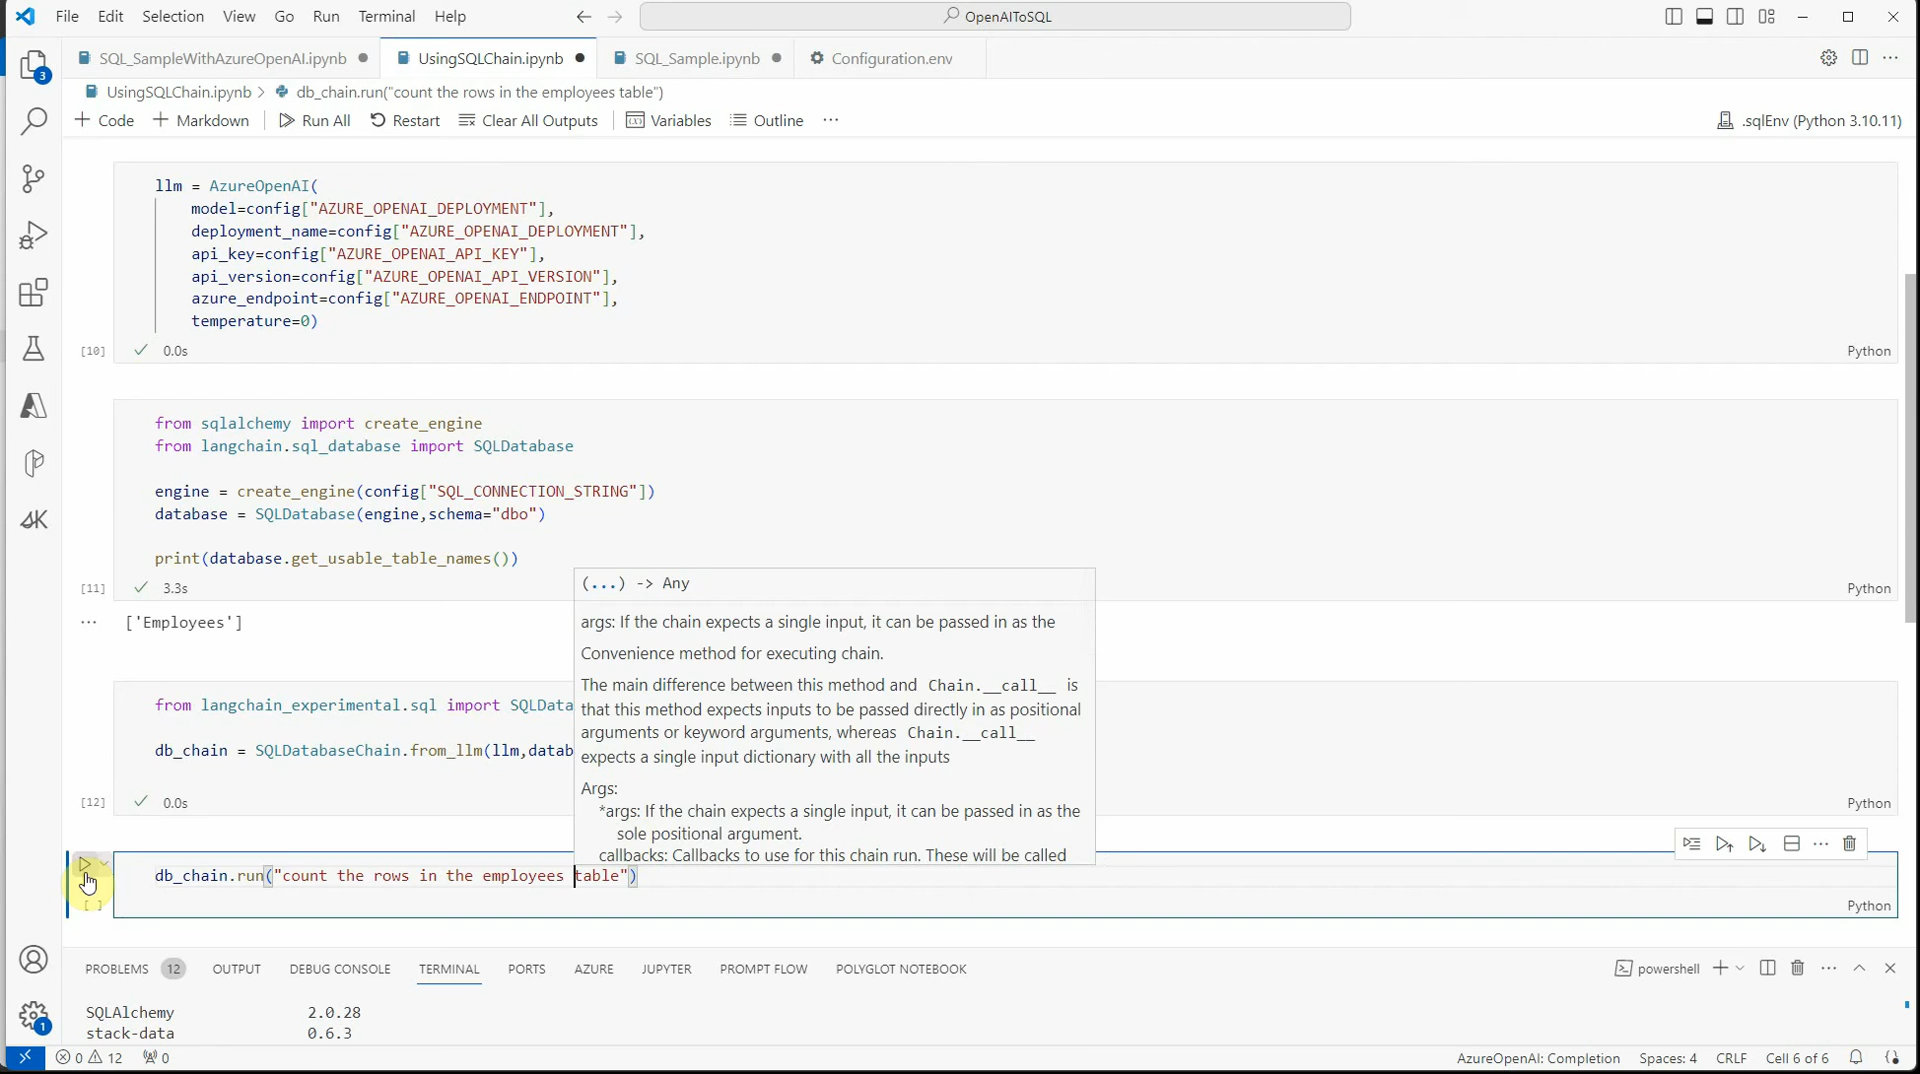 File Edit Selection View Go Run Terminal Help OpenAIToSQL
SQL_SampleWithAzureOpenAI.ipynb UsingSQLChain.ipynb SQL_Sample.ipynb Configuration.env
3
UsingSQLChain.ipynb > db_chain.run("count the rows in the employees table")
+ Code + Markdown Run All Restart Clear All Outputs Variables Outline ... .sqlEnv (Python 3.10.11)
llm = AzureOpenAI(
model=config["AZURE_OPENAI_DEPLOYMENT"],
deployment_name=config["AZURE_OPENAI_DEPLOYMENT"],
api_key=config["AZURE_OPENAI_API_KEY"],
api_version=config["AZURE_OPENAI_API_VERSION"],
azure_endpoint=config["AZURE_OPENAI_ENDPOINT"],
temperature=0)
[10] 0.0s Python
from sqlalchemy import create_engine
from langchain.sql_database import SQLDatabase
engine = create_engine(config["SQL_CONNECTION_STRING"])
database = SQLDatabase(engine,schema="dbo")
print(database.get_usable_table_names())
[11] 3.3s Python
... ['Employees']
(...) -> Any
args: If the chain expects a single input, it can be passed in as the
Convenience method for executing chain.
The main difference between this method and Chain.__call__ is
that this method expects inputs to be passed directly in as positional
arguments or keyword arguments, whereas Chain.__call__
expects a single input dictionary with all the inputs
Args:
*args: If the chain expects a single input, it can be passed in as the
sole positional argument.
callbacks: Callbacks to use for this chain run. These will be called
from langchain_experimental.sql import SQLData
db_chain = SQLDatabaseChain.from_llm(llm,datab
[12] 0.0s Python
db_chain.run("count the rows in the employees table")
[ ] Python
PROBLEMS 12 OUTPUT DEBUG CONSOLE TERMINAL PORTS AZURE JUPYTER PROMPT FLOW POLYGLOT NOTEBOOK powershell
SQLAlchemy 2.0.28
stack-data 0.6.3
1
0 12 0 AzureOpenAI: Completion Spaces: 4 CRLF Cell 6 of 6